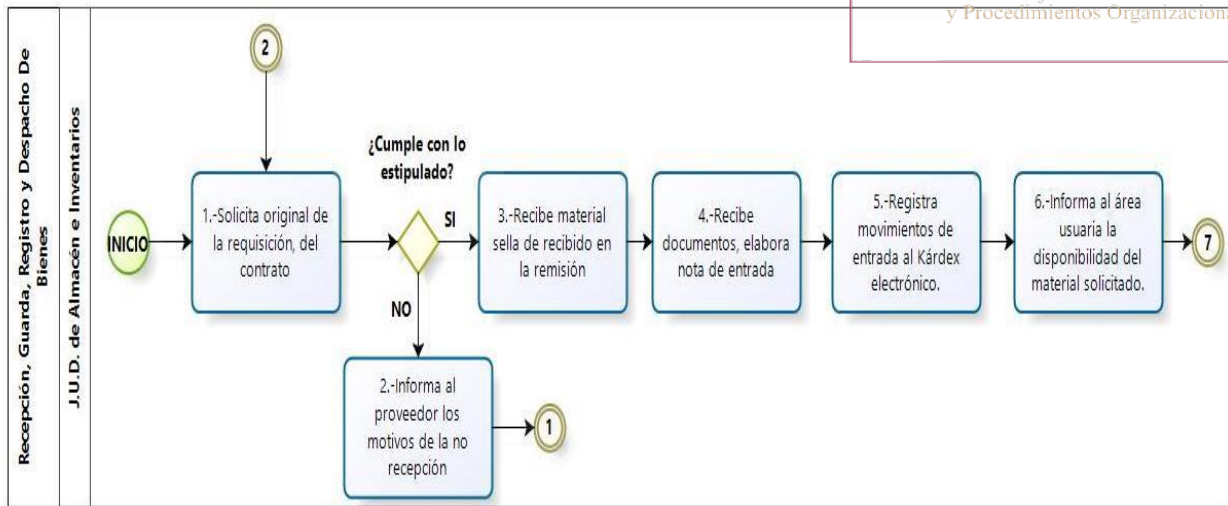 y Procedimientos
Recepción, Guarda, Registro y Despacho De
Bienes
J.U.D. de Almacén e Inventarios
2
INICIO
1.-Solicita original de
la requisición, del
contrato
¿Cumple con lo
estipulado?
SI
NO
3.-Recibe material
sella de recibido en
la remisión
4.-Recibe
documentos, elabora
nota de entrada
5.-Registra
movimientos de
entrada al Kárdex
electrónico.
6.-Informa al área
usuaria la
disponibilidad del
material solicitado.
7
2.-Informa al
proveedor los
motivos de la no
recepción
1